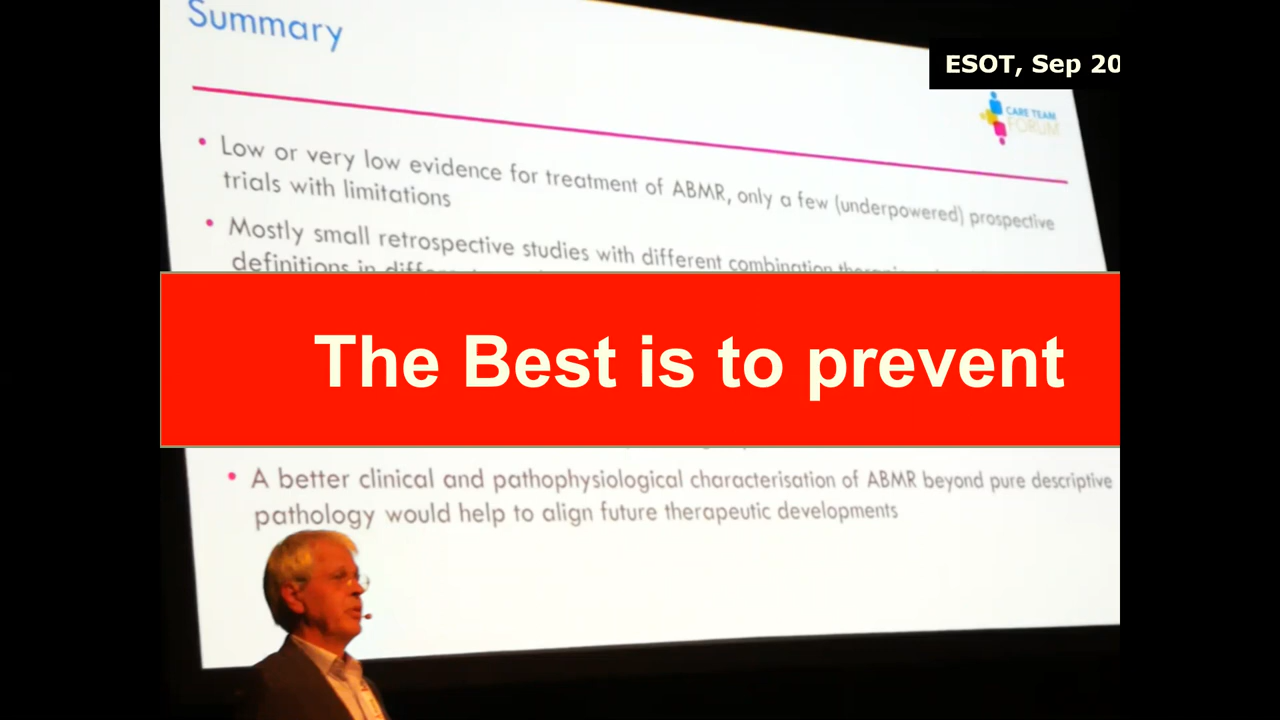 Summary
ESOT, Sep 20
CARE TEAM
FORUM
• Low or very low evidence for treatment of ABMR, only a few (underpowered) prospective
trials with limitations
• Mostly small retrospective studies with different combination
definitions in
The Best is to prevent
• A better clinical and pathophysiological characterisation of ABMR beyond pure descriptive
pathology would help to align future therapeutic developments